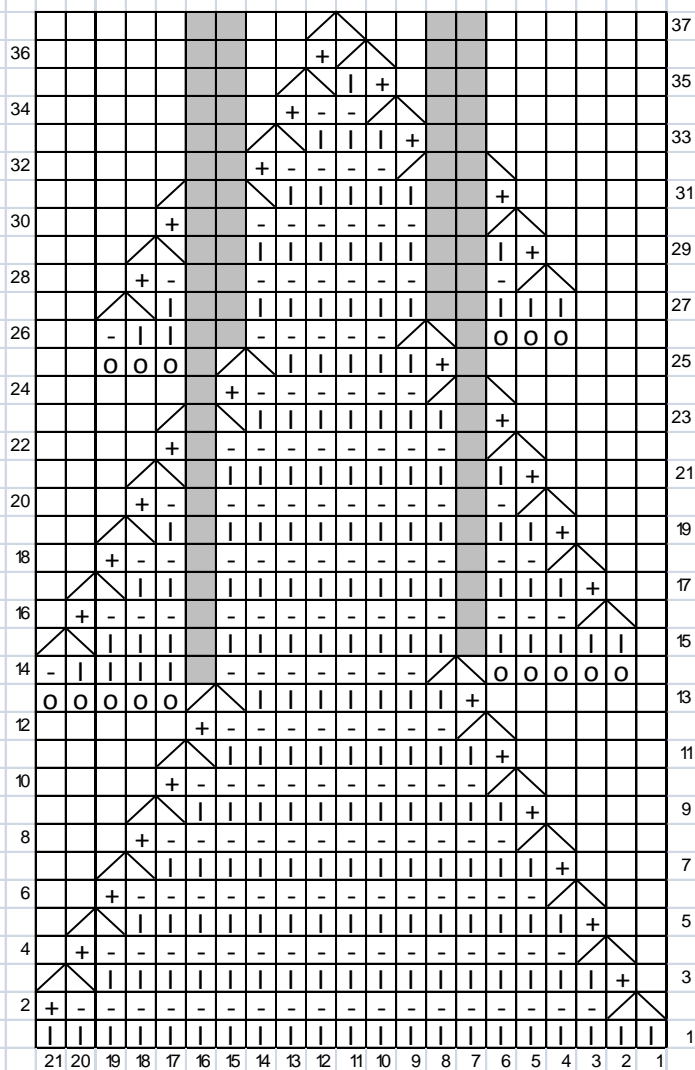 37
36 +
I + 35
34 + - -
I I I + 33
32 + - - - -
I I I I I + 31
30 + - - - - - -
I I I I I I I + 29
28 + - - - - - - - -
I I I I I I I I I I 27
26 - I I - - - - - o o o
o o o I I I I I + 25
24 + - - - - - -
I I I I I I I + 23
22 + - - - - - - - -
I I I I I I I I I + 21
20 + - - - - - - - - - -
I I I I I I I I I I I + 19
18 + - - - - - - - - - - - -
I I I I I I I I I I I I I + 17
16 + - - - - - - - - - - - - - -
I I I I I I I I I I I I I I I I 15
14 - I I I I - - - - - - - o o o o o
o o o o o I I I I I I I + 13
12 + - - - - - - - -
I I I I I I I I I + 11
10 + - - - - - - - - - -
I I I I I I I I I I I + 9
8 + - - - - - - - - - - - -
I I I I I I I I I I I I I + 7
6 + - - - - - - - - - - - - - -
I I I I I I I I I I I I I I I + 5
4 + - - - - - - - - - - - - - - - -
I I I I I I I I I I I I I I I I I + 3
2 + - - - - - - - - - - - - - - - - - -
I I I I I I I I I I I I I I I I I I I I I 1
21 20 19 18 17 16 15 14 13 12 11 10 9 8 7 6 5 4 3 2 1